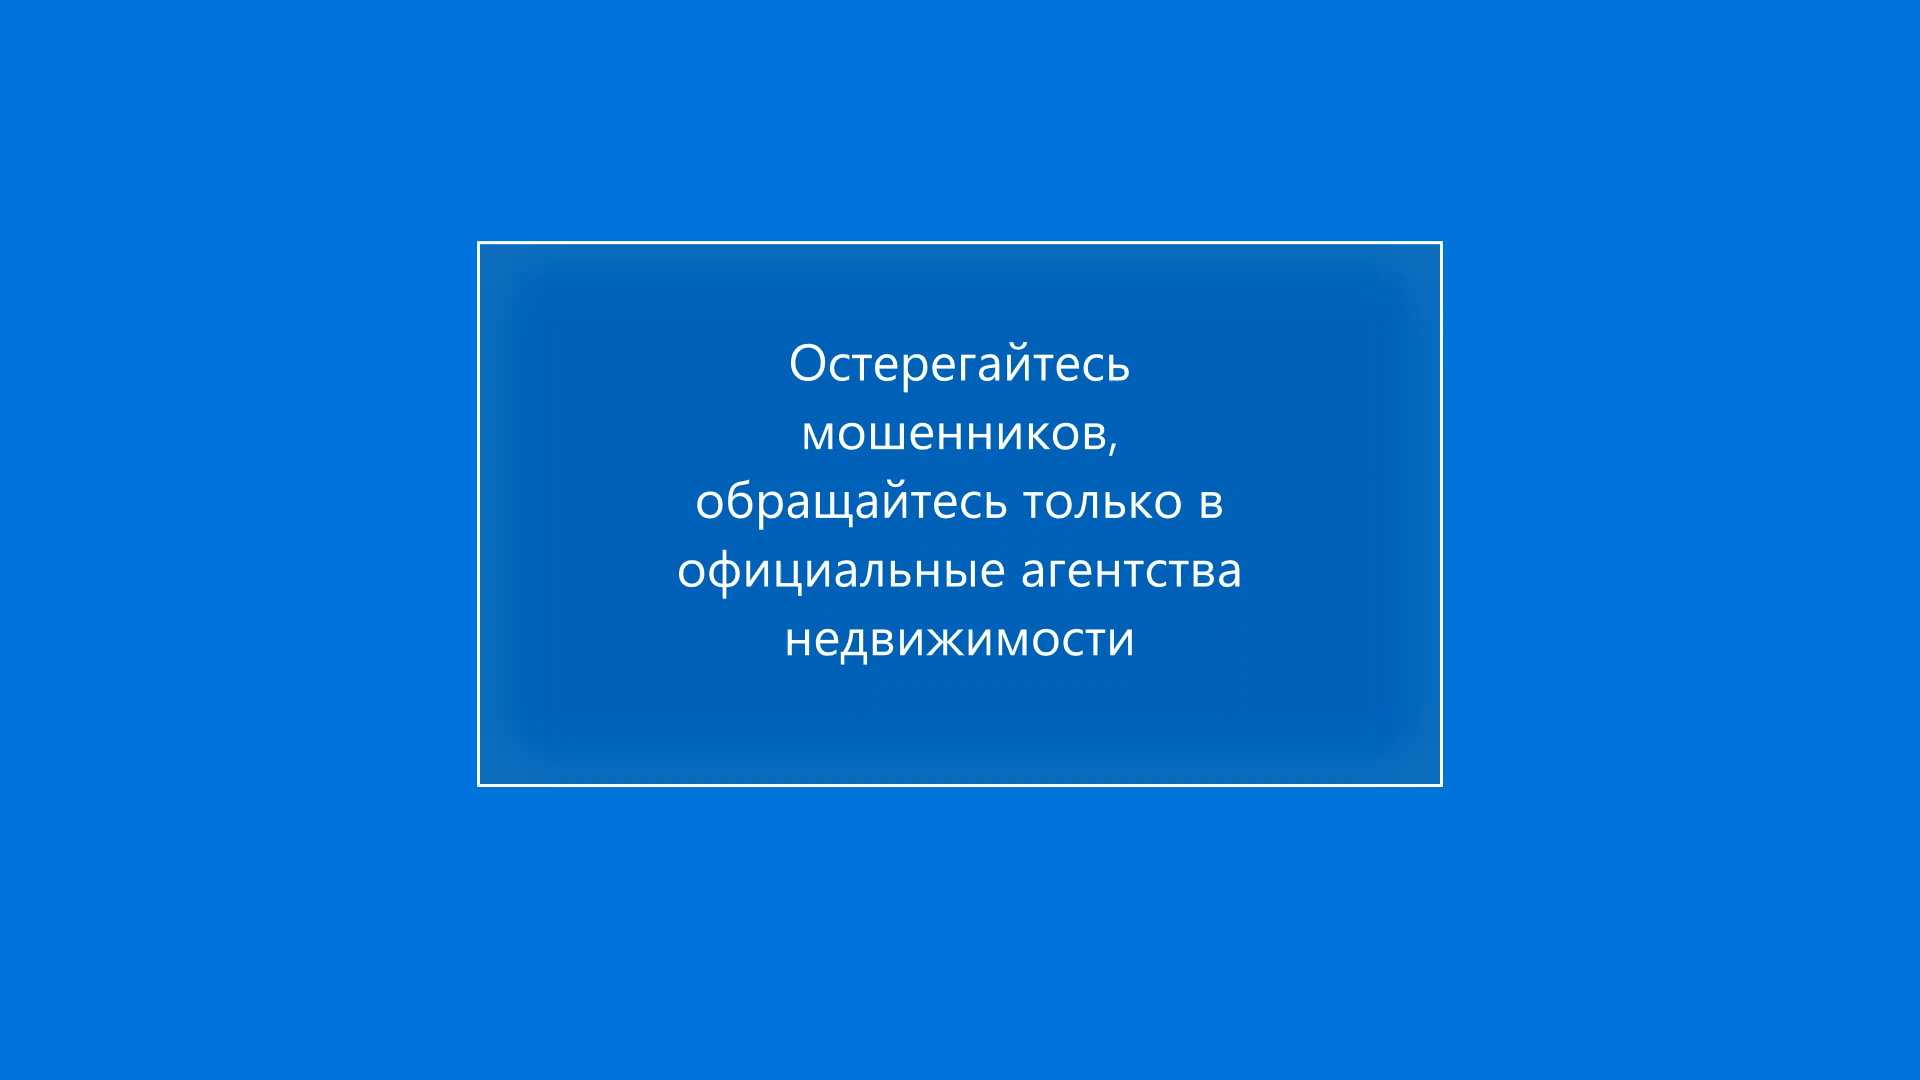 Остерегайтесь
мошенников,
обращайтесь только в
официальные агентства
недвижимости